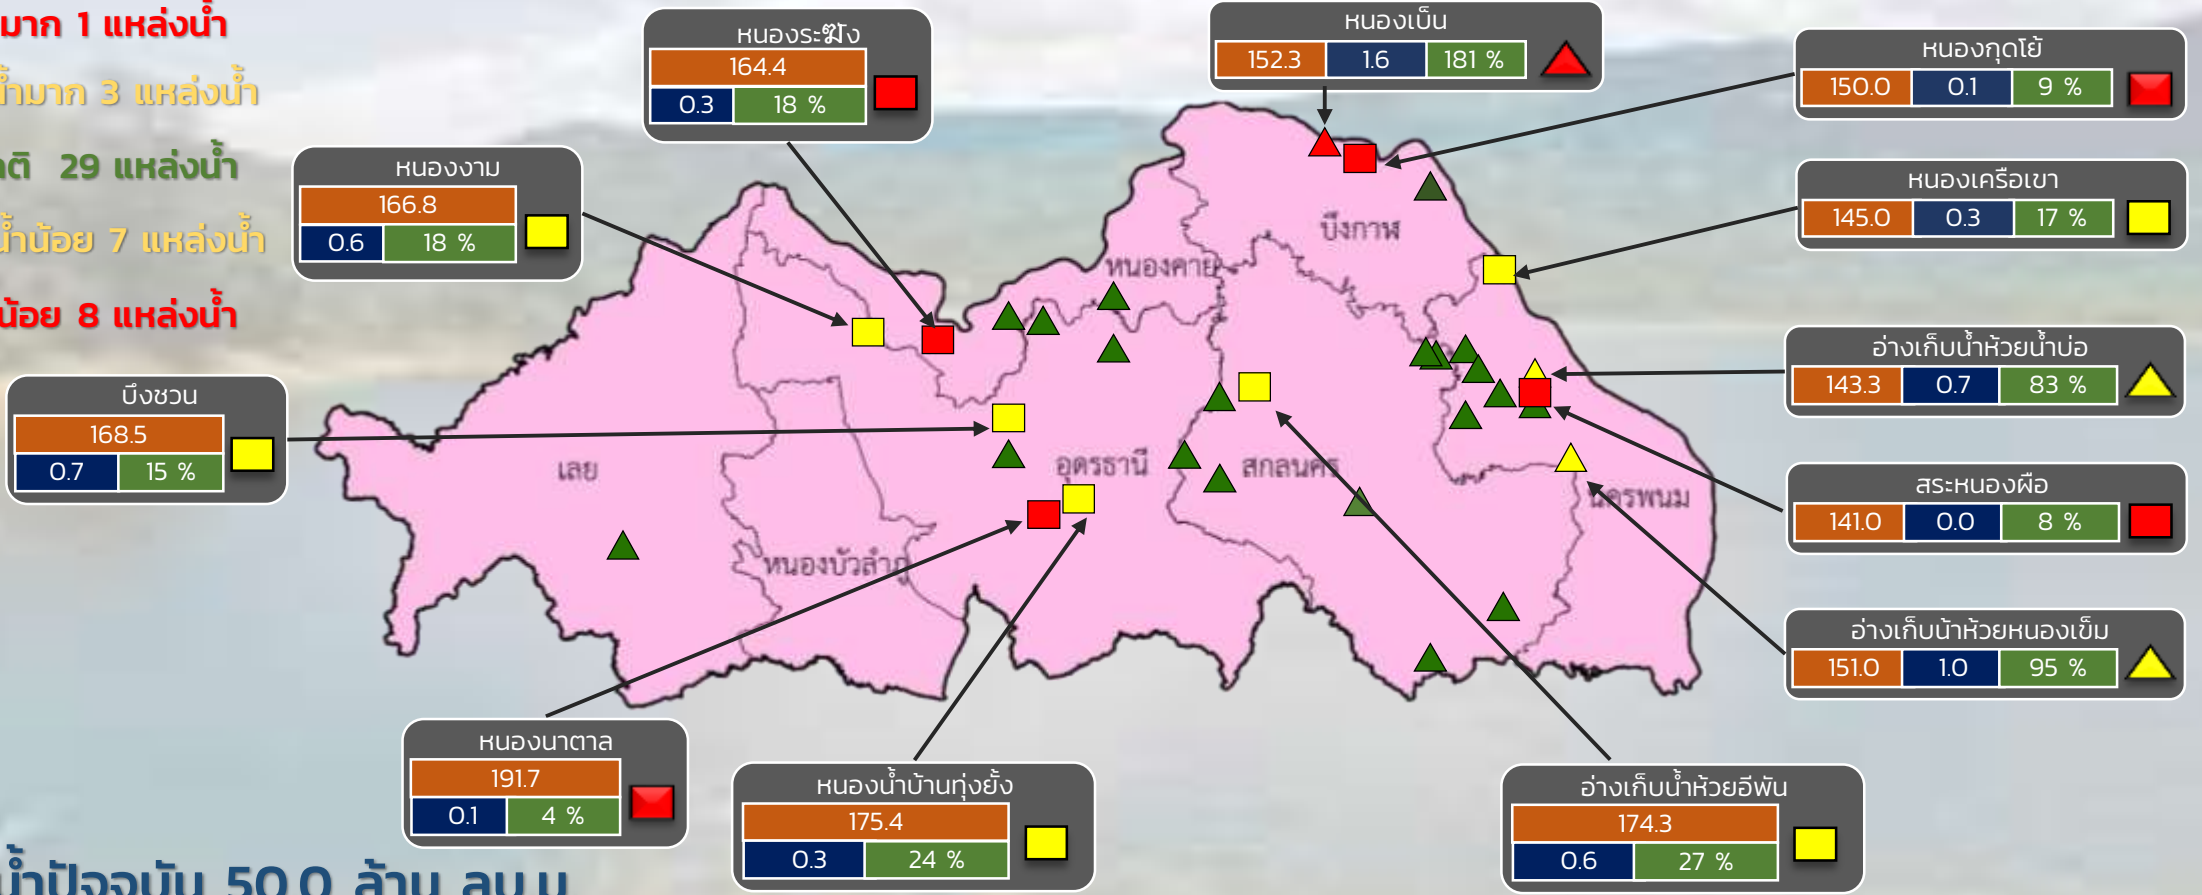 มาก 1 แหล่งน้ำ
น้ำมาก 3 แหล่งน้ำ
29 แหล่งน้ำ
น้ำน้อย 7 แหล่งน้ำ
น้อย 8 แหล่งน้ำ
หนองระฆัง
164.4
0.3 18 %
หนองเบ็น
152.3 1.6 181 %
หนองกุดโย้
150.0 0.1 9 %
หนองงาม
166.8
0.6 18 %
หนองเครือเขา
145.0 0.3 17 %
บึงกาฬ
หนองคาย
อ่างเก็บน้ำห้วยน้ำบ่อ
143.3 0.7 83 %
บึงชวน
168.5
0.7 15 %
เลย
อุดรธานี
สกลนคร
นครพนม
หนองบัวลำภู
สระหนองผือ
141.0 0.0 8 %
อ่างเก็บน้าห้วยหนองเข็ม
151.0 1.0 95 %
หนองนาตาล
191.7
0.1 4 %
หนองน้ำบ้านทุ่งยั้ง
175.4
0.3 24 %
อ่างเก็บน้ำห้วยอีพัน
174.3
0.6 27 %
น้ำปัจจุบัน 50.0 ล้าน ลบ.ม